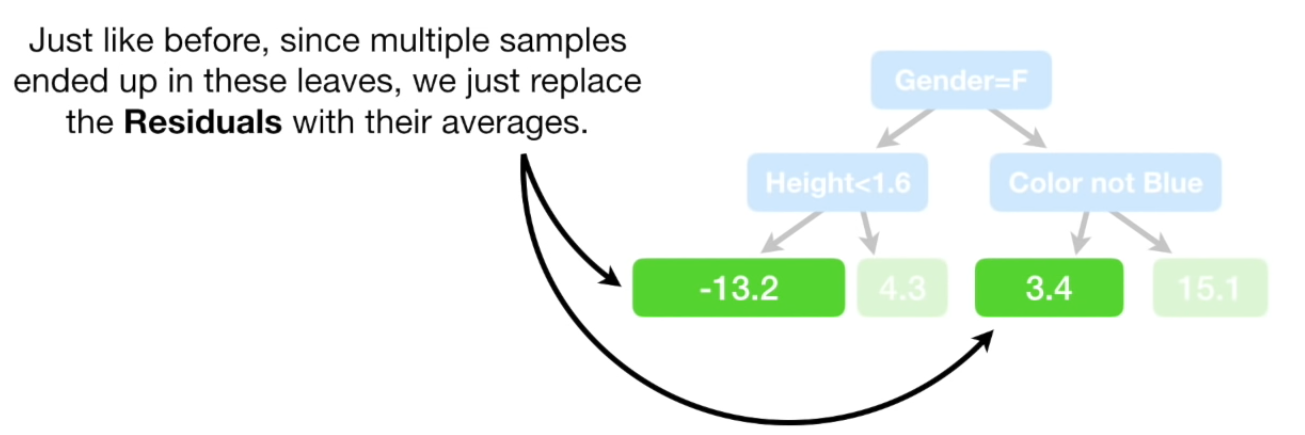 Just like before, since multiple samples
ended up in these leaves, we just replace
the Residuals with their averages.
Gender=F
Height<1.6
Color not Blue
-13.2
4.3
3.4
15.1